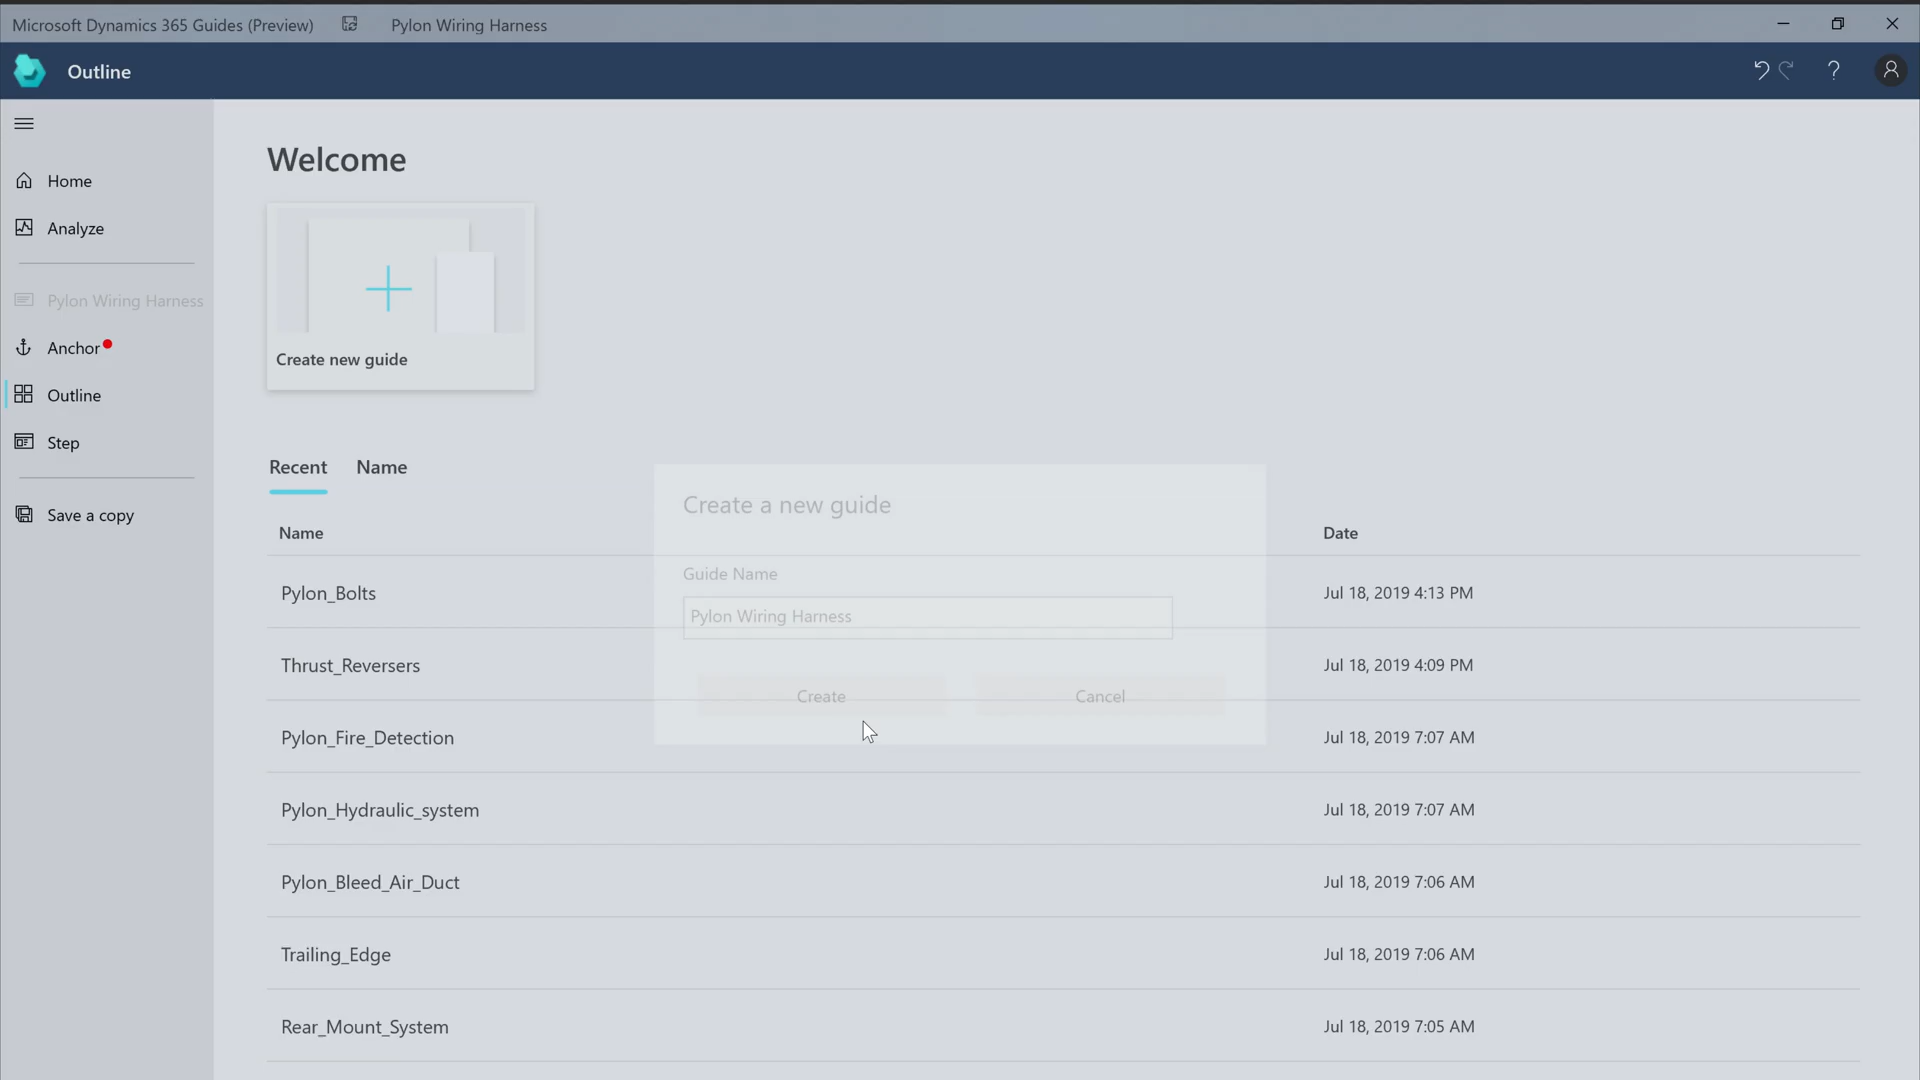 Microsoft Dynamics 365 Guides (Preview)
Pylon Wiring Harness
Outline
?
Home
Analyze
Pylon Wiring Harness
Anchor
Outline
Step
Save a copy
Welcome
Create new guide
Recent Name
Name Date
Create a new guide
Guide Name
Pylon Wiring Harness
Create Cancel
Pylon_Bolts Jul 18, 2019 4:13 PM
Thrust_Reversers Jul 18, 2019 4:09 PM
Pylon_Fire_Detection Jul 18, 2019 7:07 AM
Pylon_Hydraulic_system Jul 18, 2019 7:07 AM
Pylon_Bleed_Air_Duct Jul 18, 2019 7:06 AM
Trailing_Edge Jul 18, 2019 7:06 AM
Rear_Mount_System Jul 18, 2019 7:05 AM